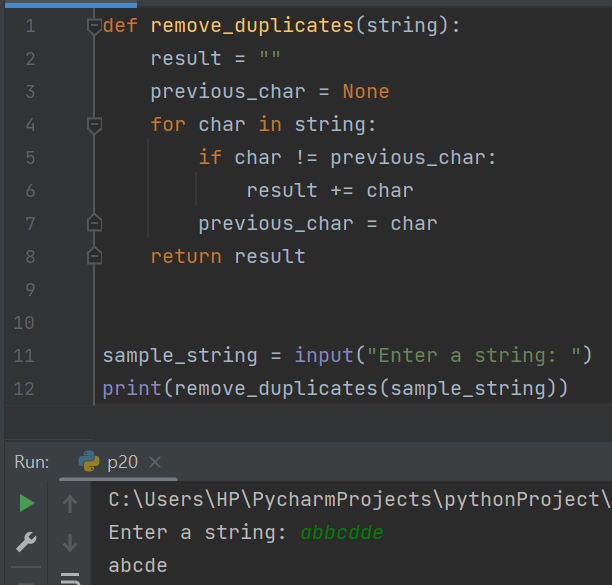 1 def remove_duplicates(string):
2     result = ""
3     previous_char = None
4     for char in string:
5         if char != previous_char:
6             result += char
7         previous_char = char
8     return result
9
10
11 sample_string = input("Enter a string: ")
12 print(remove_duplicates(sample_string))
Run: p20
C:\Users\HP\PycharmProjects\pythonProject\
Enter a string: abbcdde
abcde